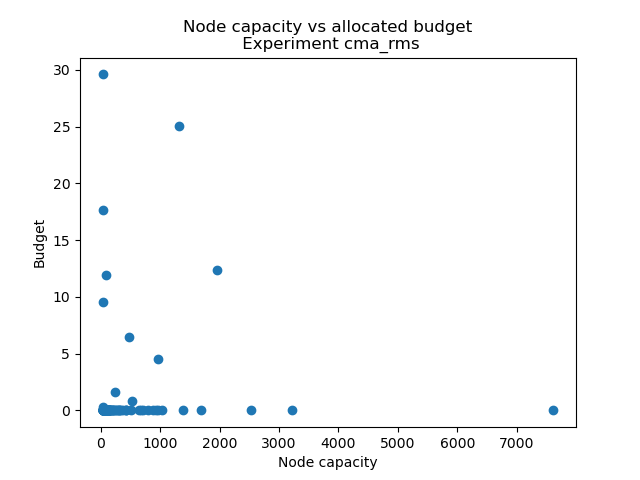 Node capacity vs allocated budget
Experiment cma_rms
30
25
20
15
10
5
0
Budget
0 1000 2000 3000 4000 5000 6000 7000
Node capacity